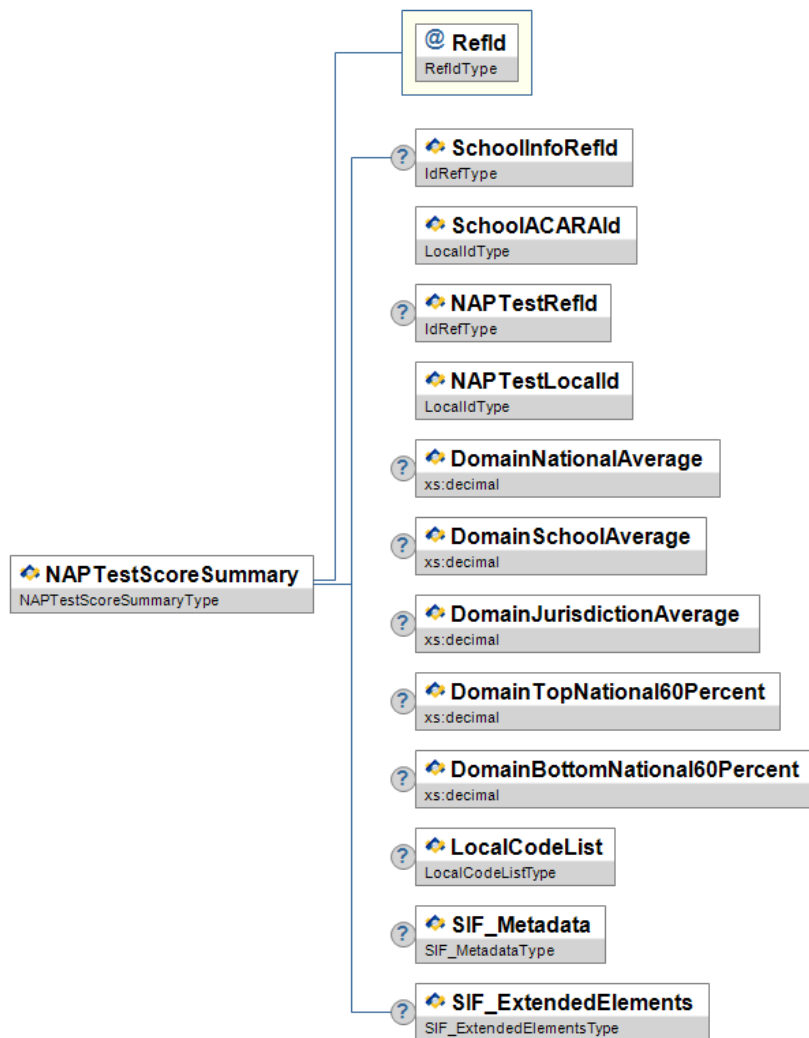 @ RefId
RefIdType
? SchoolInfoRefId
IdRefType
SchoolACARAId
LocalIdType
? NAPTestRefId
IdRefType
NAPTestLocalId
LocalIdType
? DomainNationalAverage
xs:decimal
? DomainSchoolAverage
xs:decimal
NAPTestScoreSummary
NAPTestScoreSummaryType
? DomainJurisdictionAverage
xs:decimal
? DomainTopNational60Percent
xs:decimal
? DomainBottomNational60Percent
xs:decimal
? LocalCodeList
LocalCodeListType
? SIF_Metadata
SIF_MetadataType
? SIF_ExtendedElements
SIF_ExtendedElementsType